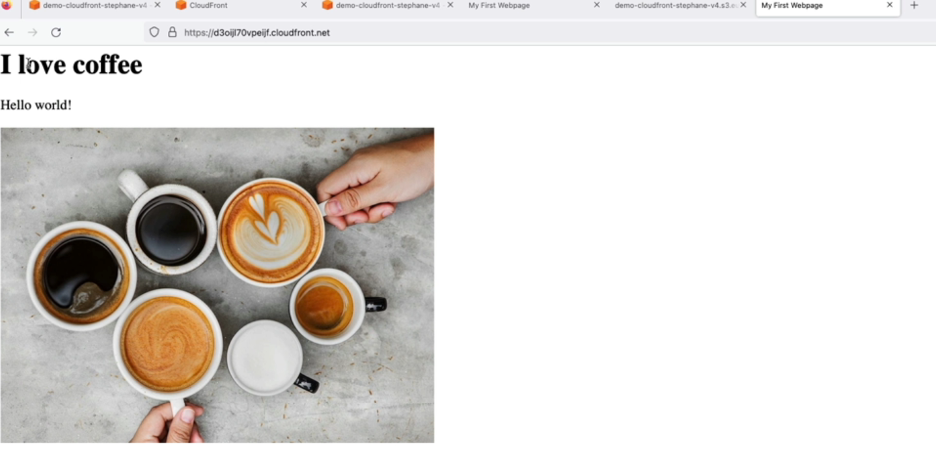 demo-cloudfront-stephane-v4 -
CloudFront
demo-cloudfront-stephane-v4
My First Webpage
demo-cloudfront-stephane-v4.s3.
My First Webpage
https://d3oijl70vpeijf.cloudfront.net
I love coffee
Hello world!